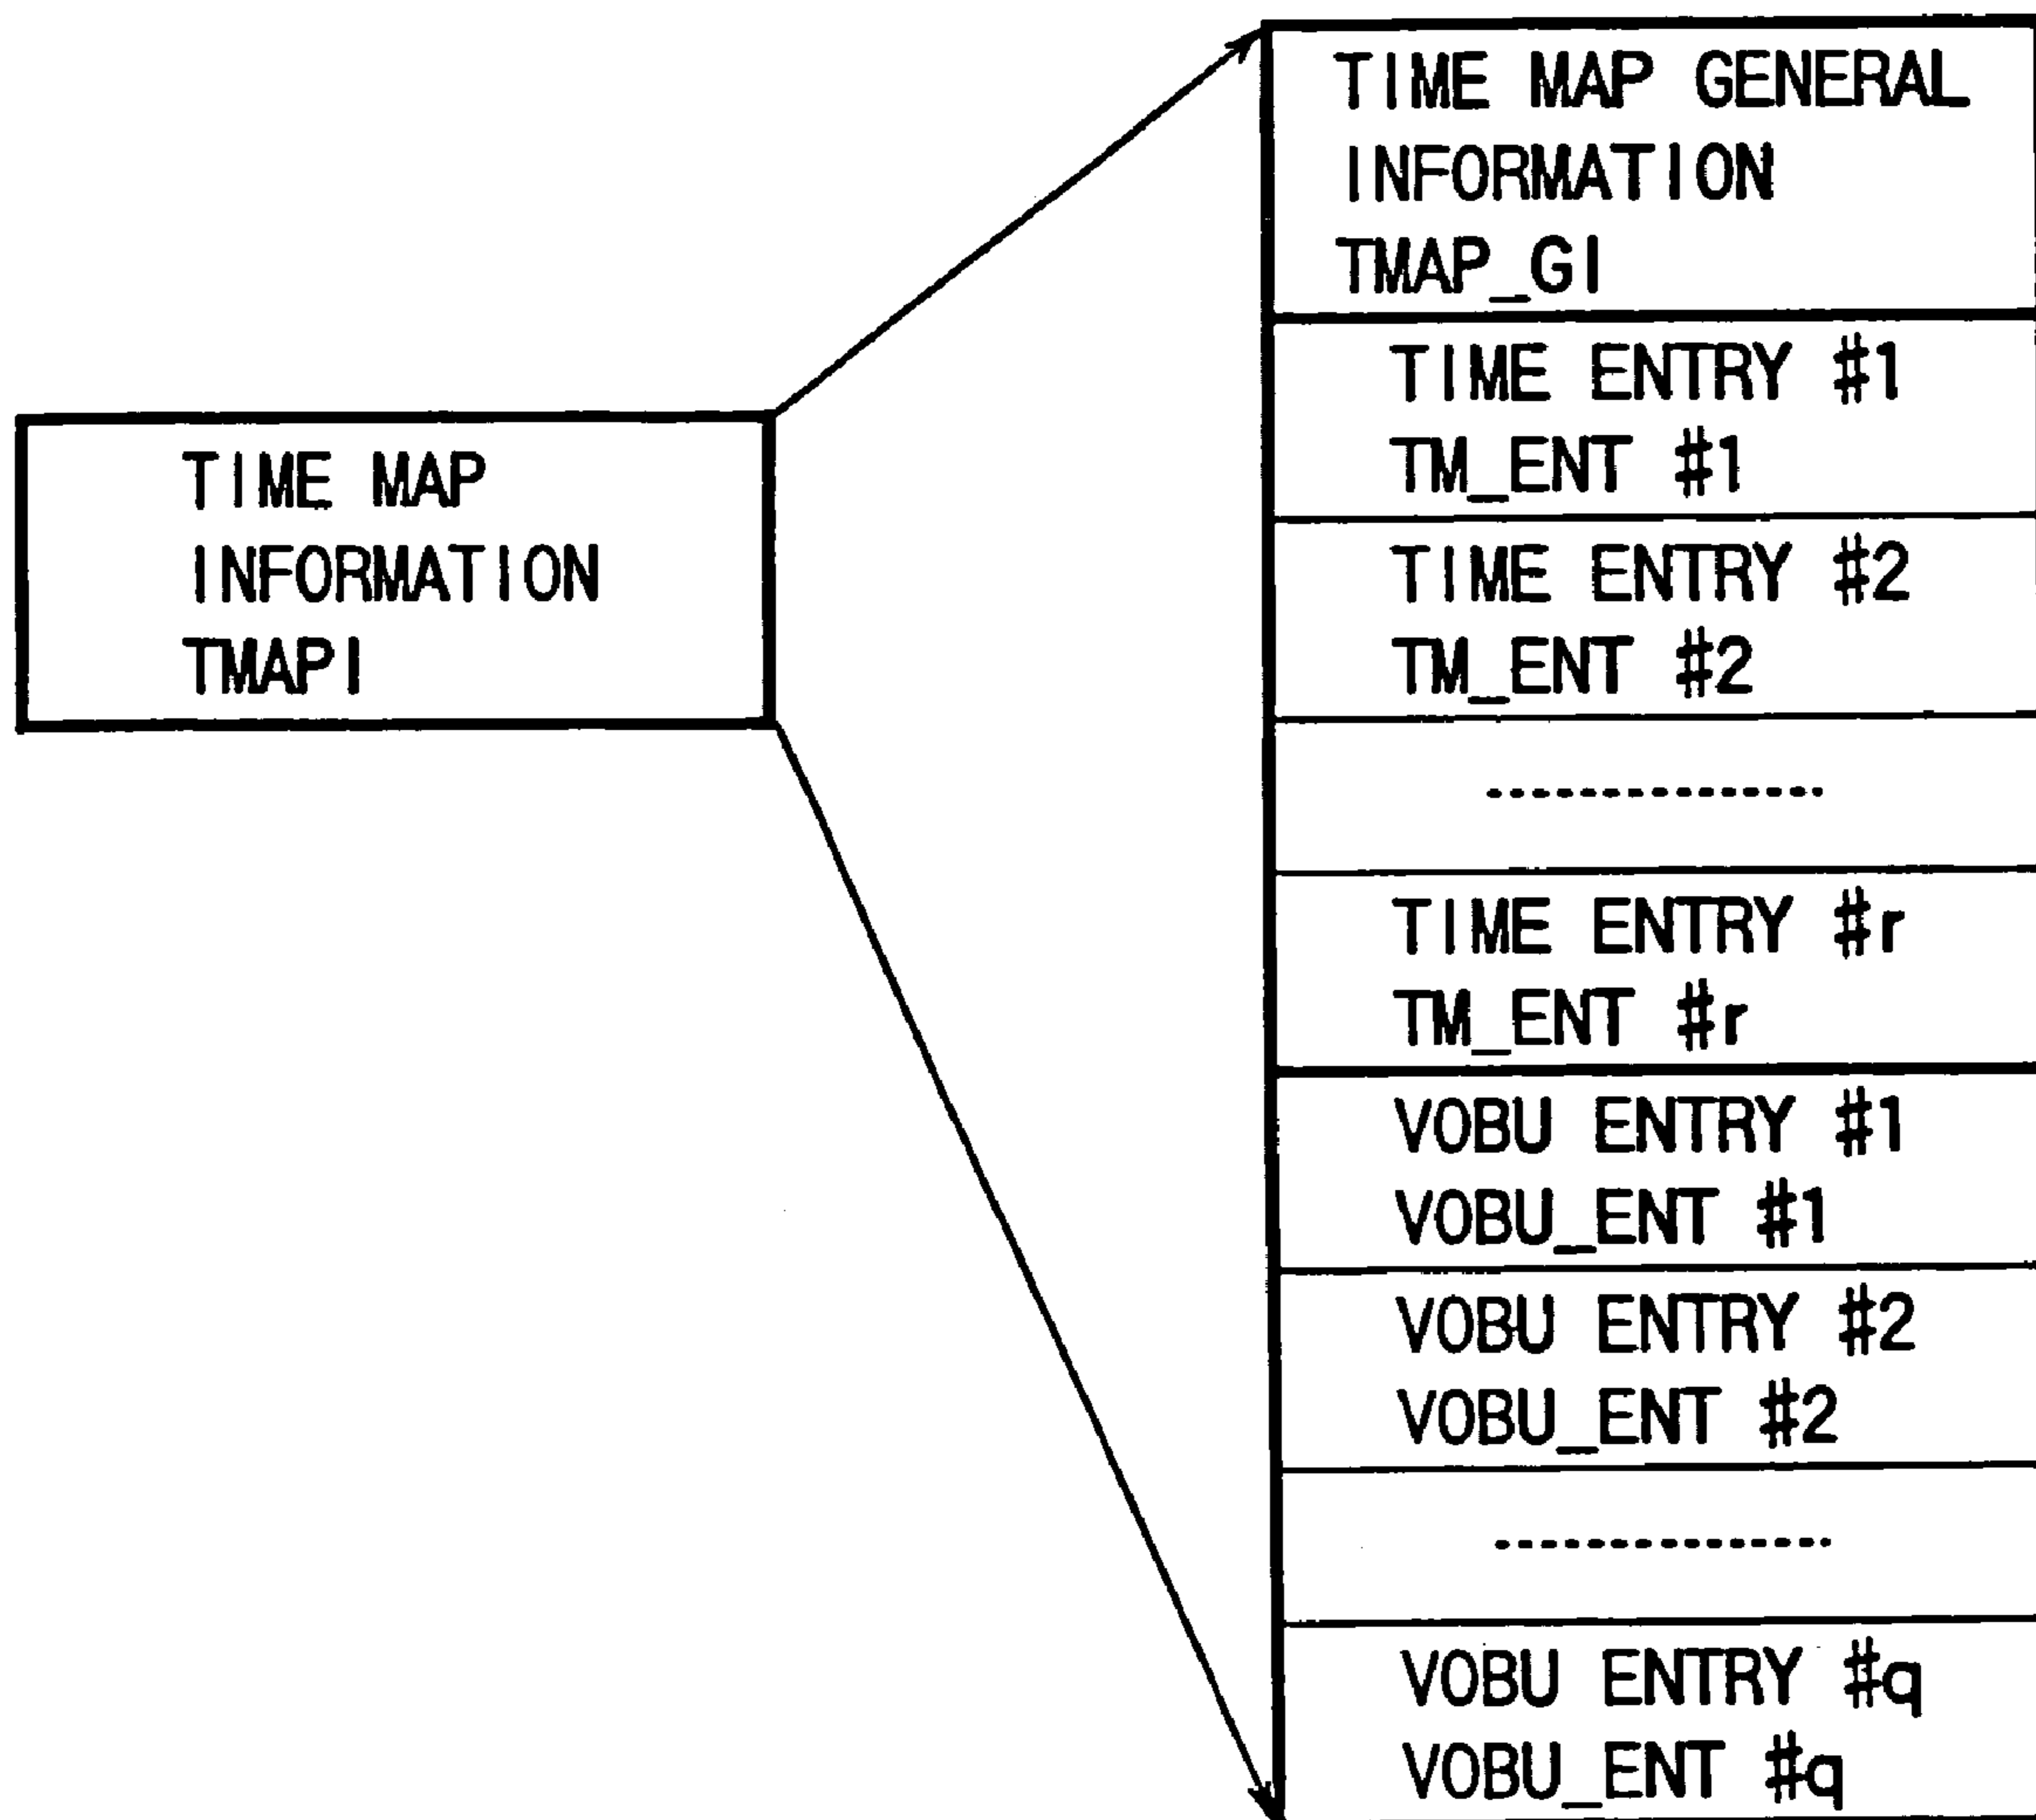 TIME MAP
INFORMATION
TMAPI
TIME MAP GENERAL
INFORMATION
TMAP_GI
TIME ENTRY #1
TM_ENT #1
TIME ENTRY #2
TM_ENT #2
---------------
TIME ENTRY #r
TM_ENT #r
VOBU ENTRY #1
VOBU_ENT #1
VOBU ENTRY #2
VOBU_ENT #2
---------------
VOBU ENTRY #q
VOBU_ENT #q